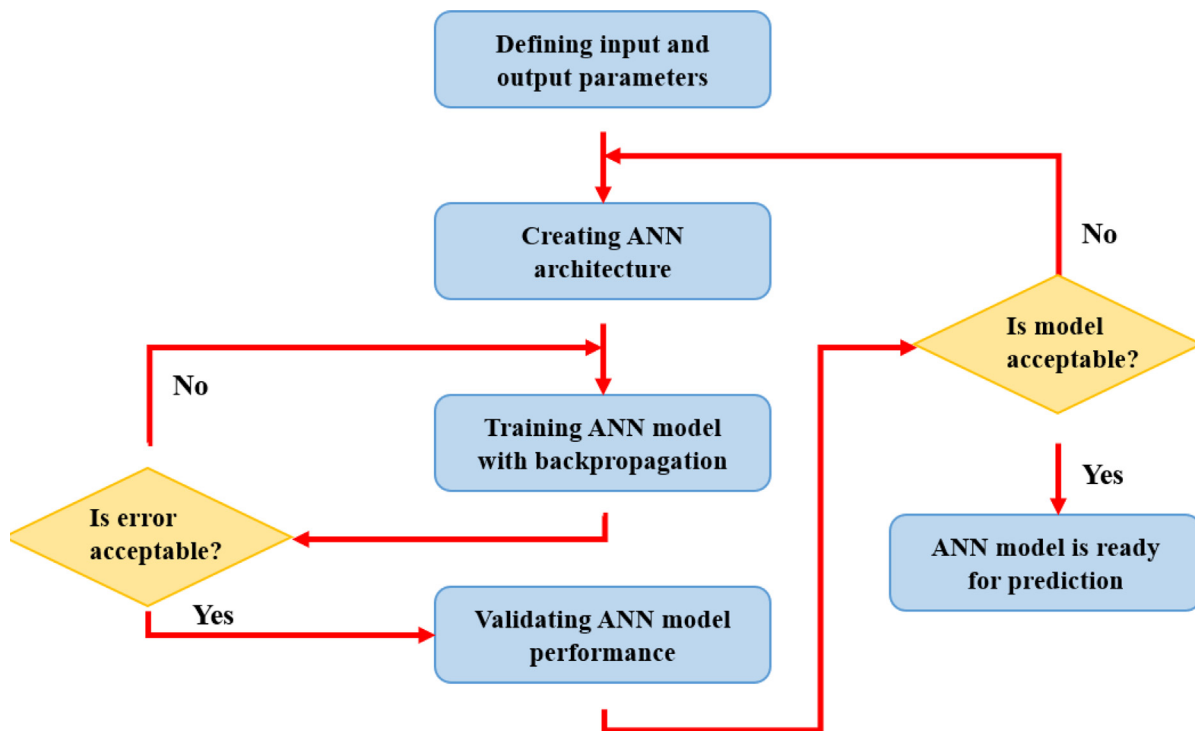 Defining input and
output parameters
Creating ANN
architecture
No
Is model
acceptable?
No
Training ANN model
with backpropagation
Yes
Is error
acceptable?
ANN model is ready
for prediction
Yes
Validating ANN model
performance